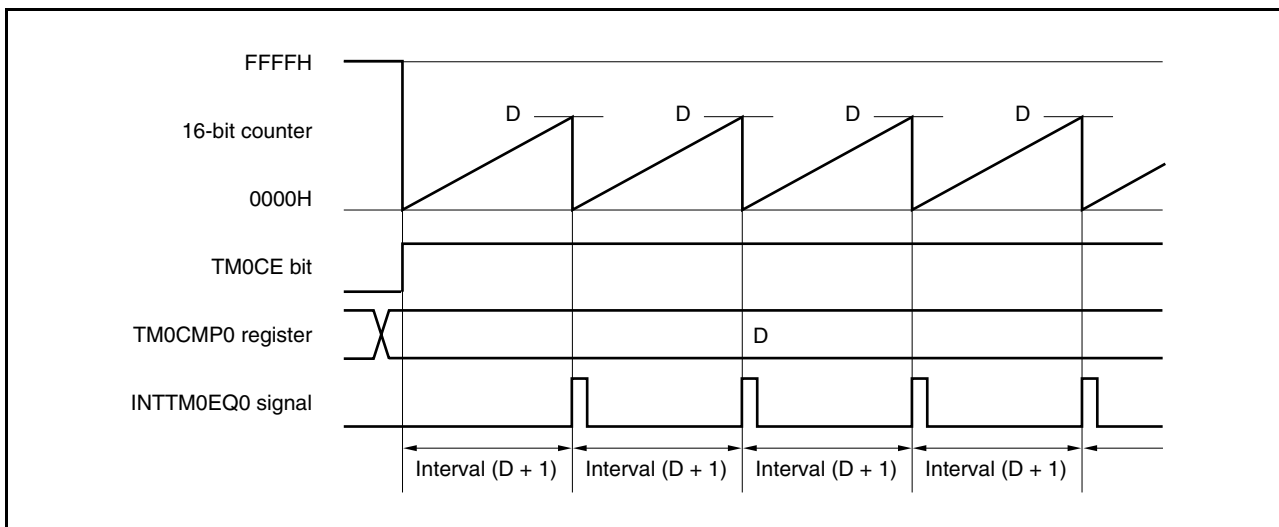 FFFFH
D D D D
16-bit counter
0000H
TM0CE bit
TM0CMP0 register D
INTTM0EQ0 signal
Interval (D + 1) Interval (D + 1) Interval (D + 1) Interval (D + 1)